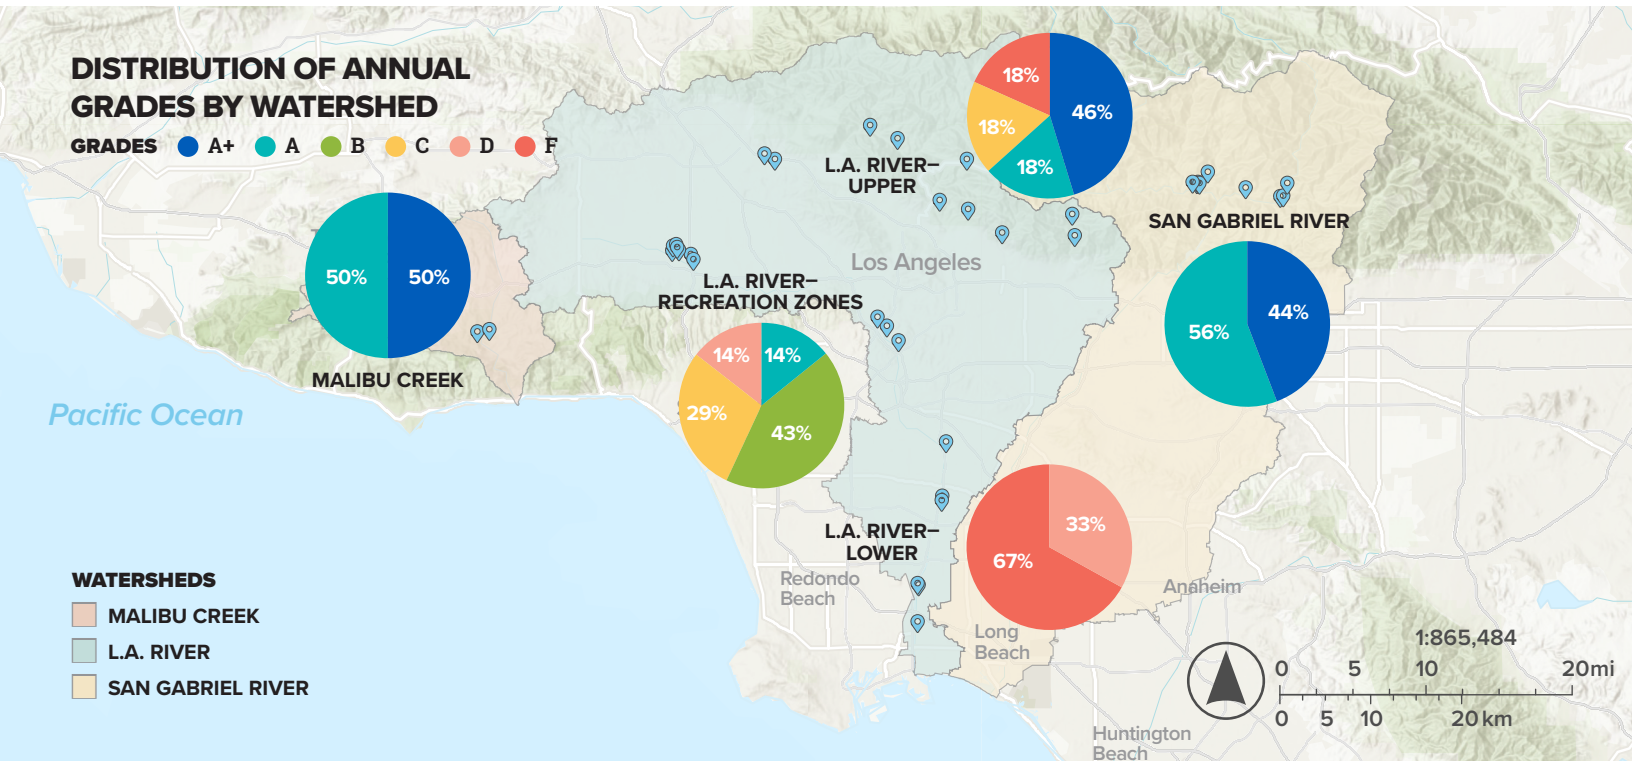 DISTRIBUTION OF ANNUAL
GRADES BY WATERSHED
GRADES A+ A B C D F
18%
46%
18%
18%
L.A. RIVER–
UPPER
SAN GABRIEL RIVER
50%
50%
MALIBU CREEK
Los Angeles
L.A. RIVER–
RECREATION ZONES
14%
14%
29%
43%
44%
56%
Pacific Ocean
L.A. RIVER–
LOWER
33%
67%
Redondo
Beach
Anaheim
Long
Beach
WATERSHEDS
MALIBU CREEK
L.A. RIVER
SAN GABRIEL RIVER
1:865,484
0 5 10 20mi
0 5 10 20 km
Huntington
Beach